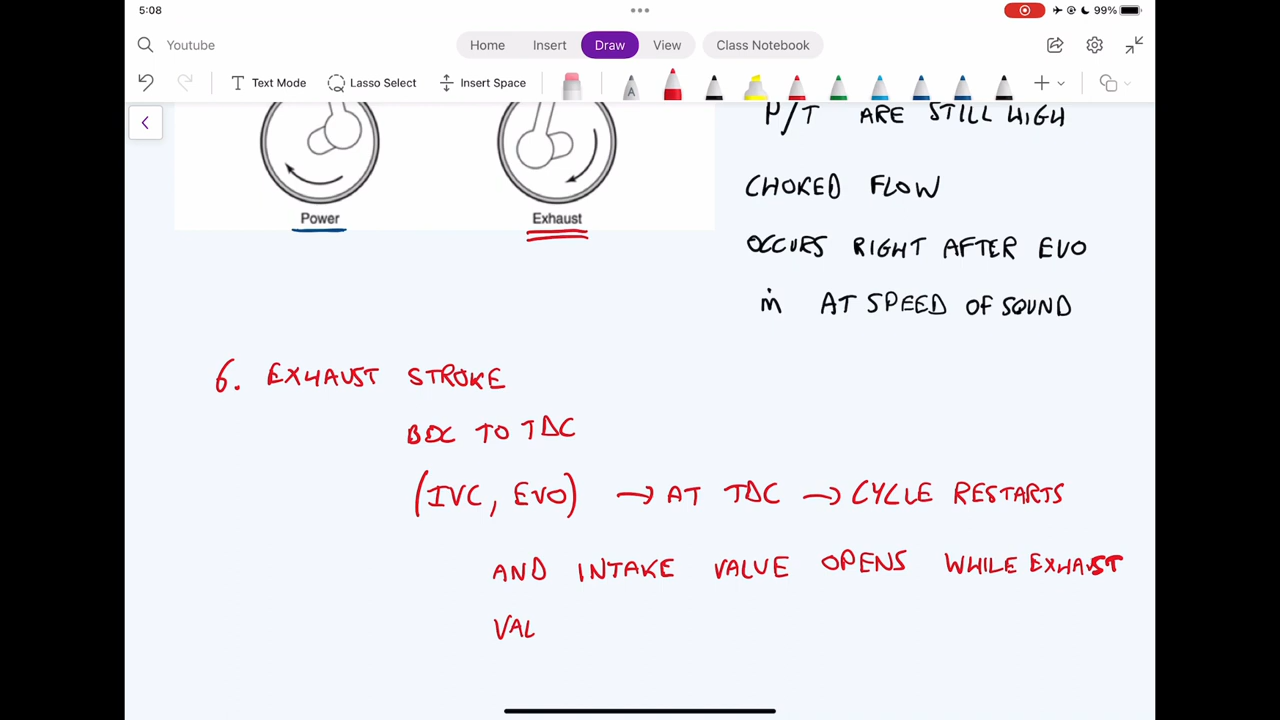 5:08
99%
Youtube
Home Insert Draw View Class Notebook
Text Mode Lasso Select Insert Space
A
P/T ARE STILL HIGH
CHOKED FLOW
Power Exhaust
OCCURS RIGHT AFTER EVO
ṁ AT SPEED OF SOUND
6. EXHAUST STROKE
BDC TO TDC
(IVC, EVO) → AT TDC → CYCLE RESTARTS
AND INTAKE VALVE OPENS WHILE EXHAUST
VAL